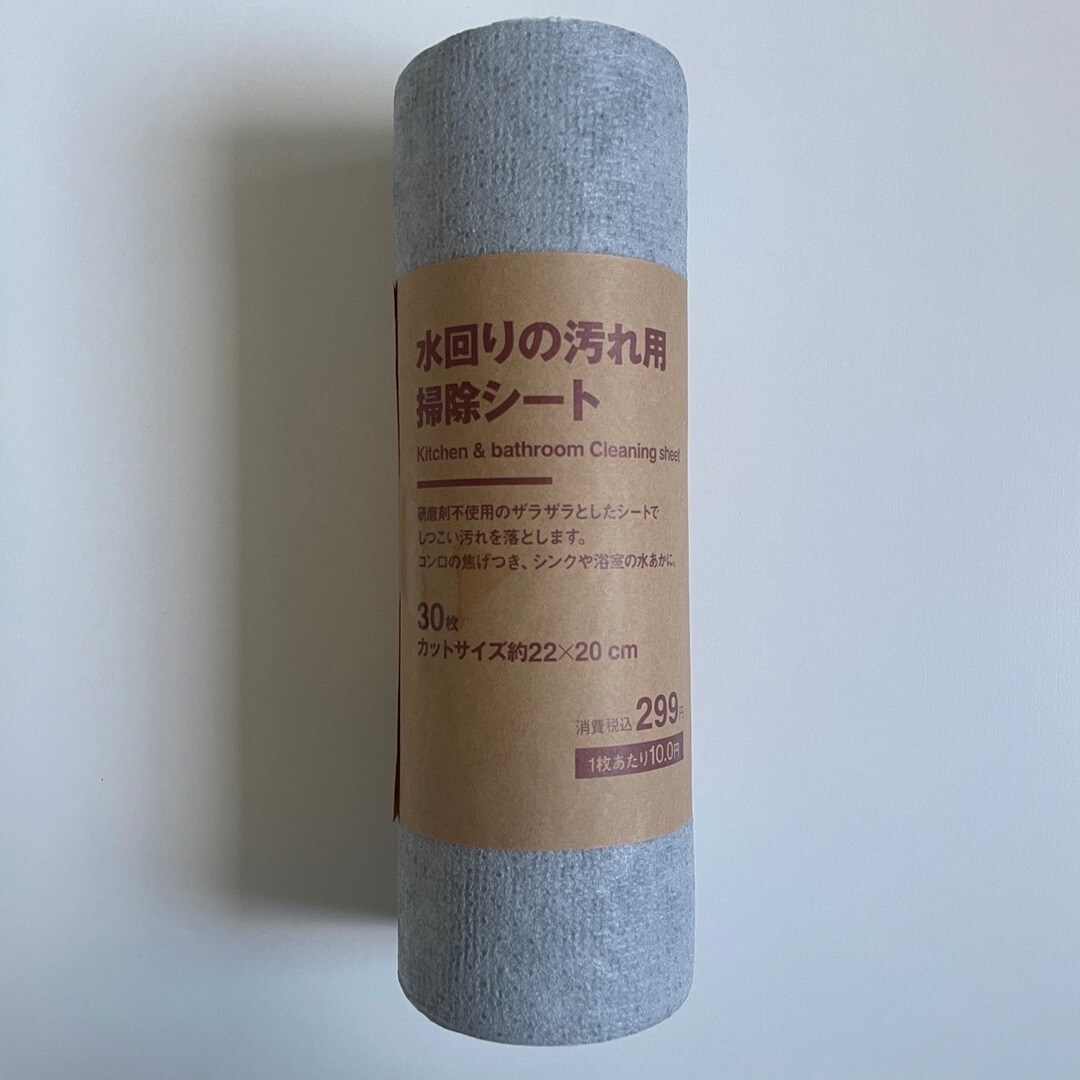 水回りの汚れ用
掃除シート
Kitchen & bathroom Cleaning sheet
研磨剤不使用のザラザラとしたシートで
しつこい汚れを落とします。
コンロの焦げつき、シンクや浴室の水あかに。
30枚
カットサイズ約22×20 cm
消費税込299円
1枚あたり10.0円